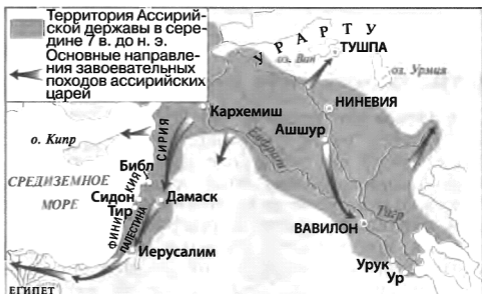 Территория Ассирий-
ской державы в сере-
дине 7 в. до н. э.
Основные направле-
ния завоевательных
походов ассирийских
царей
УРАРТУ
оз. Ван
ТУШПА
оз. Урмия
НИНЕВИЯ
Кархемиш
Ашшур
о. Кипр
СИРИЯ
Евфрат
Библ
СРЕДИЗЕМНОЕ
МОРЕ
ФИНИКИЯ
Сидон
Дамаск
Тир
ПАЛЕСТИНА
Тигр
ВАВИЛОН
Иерусалим
Урук
Ур
ЕГИПЕТ